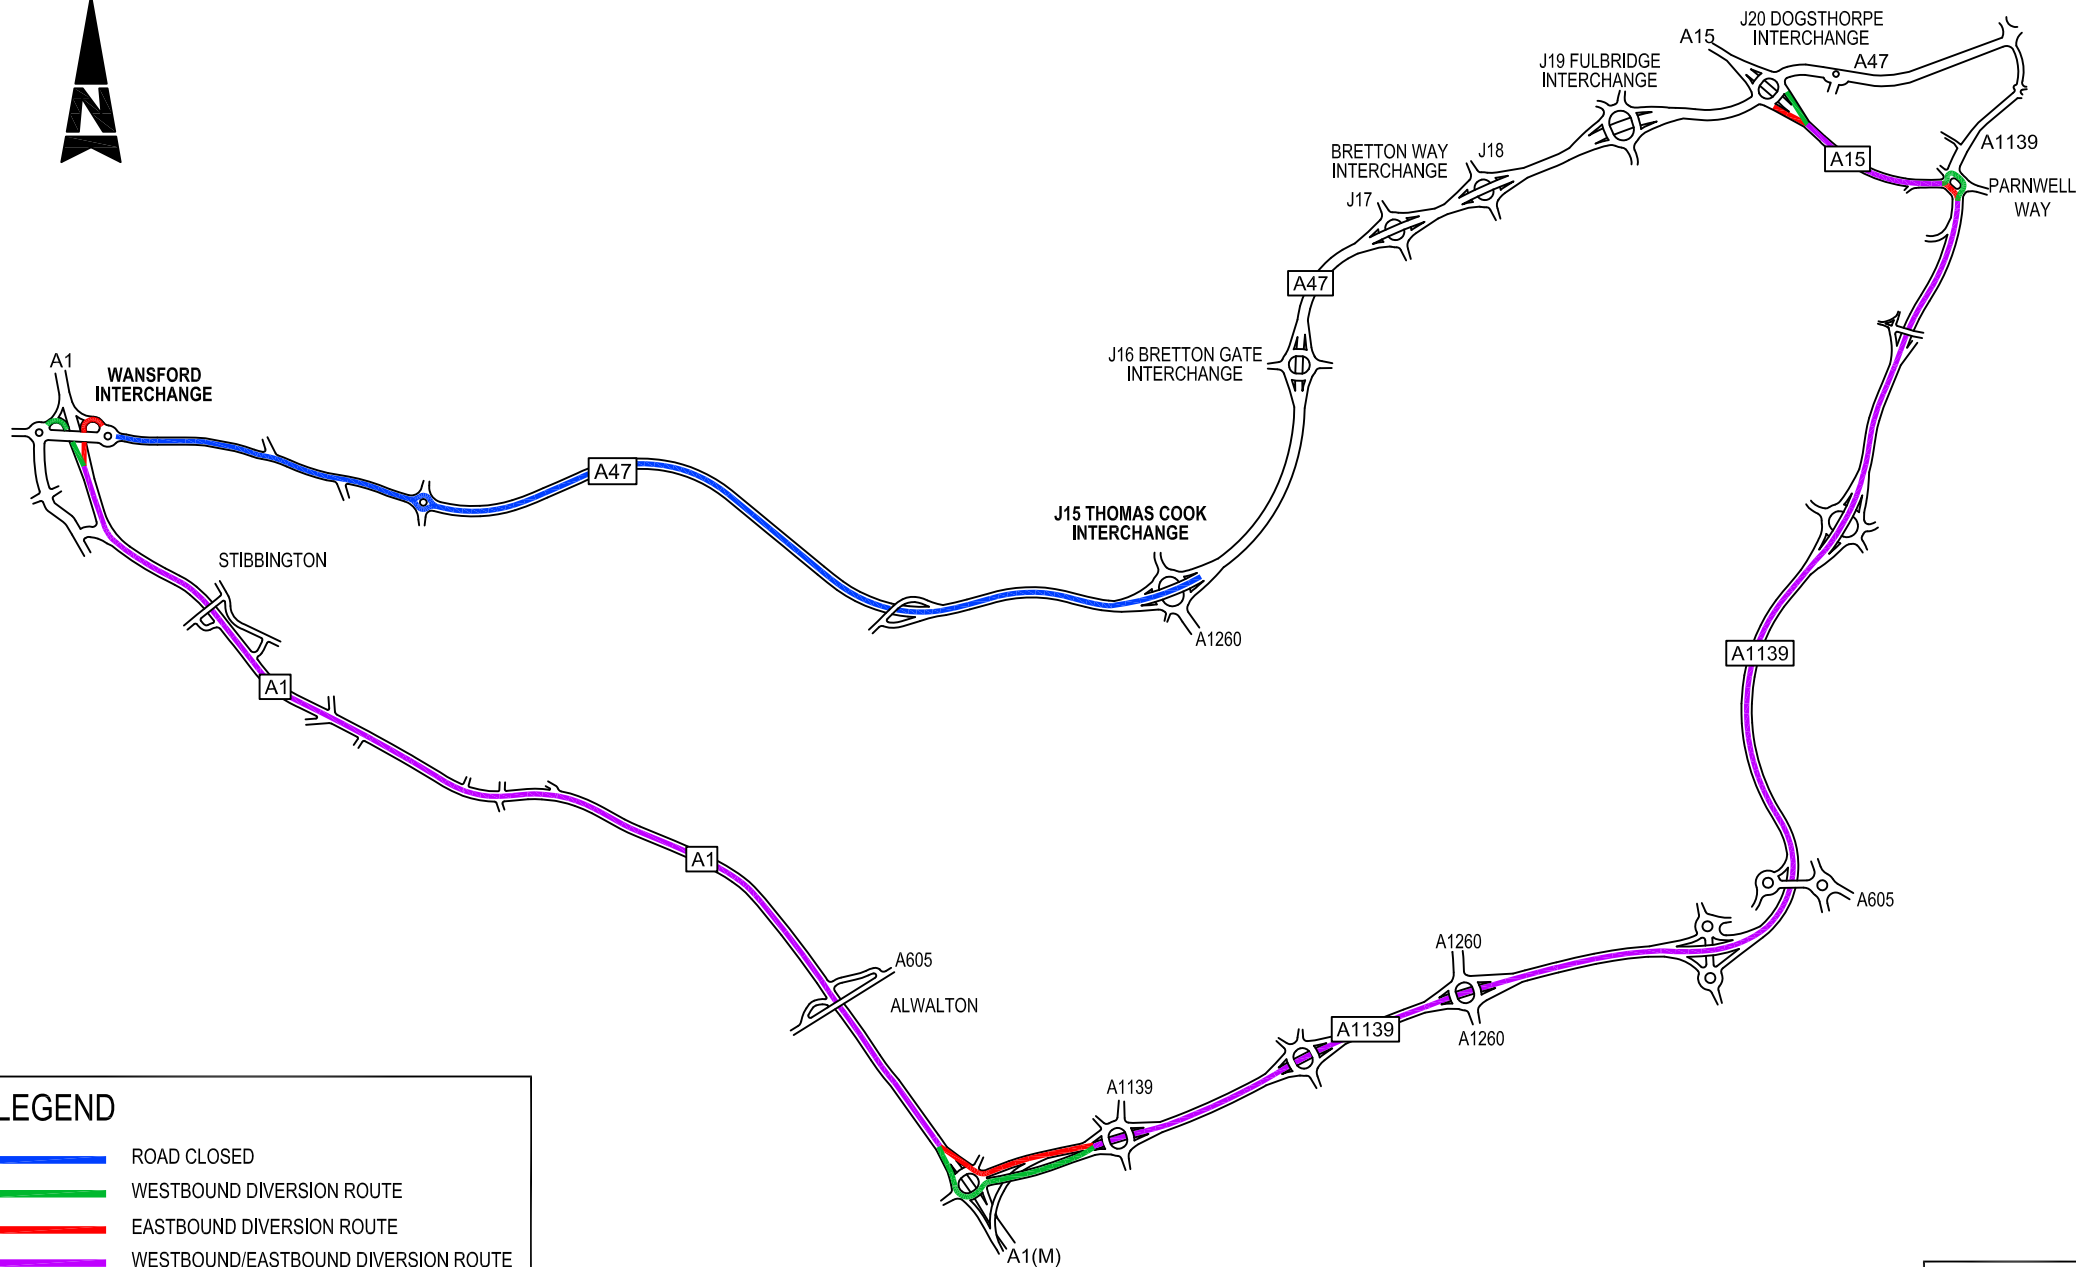 N
J20 DOGSTHORPE
INTERCHANGE
A15
A47
J19 FULBRIDGE
INTERCHANGE
BRETTON WAY
INTERCHANGE
J18
J17
A15
A1139
PARNWELL
WAY
A47
J16 BRETTON GATE
INTERCHANGE
A1
WANSFORD
INTERCHANGE
A47
J15 THOMAS COOK
INTERCHANGE
A1260
STIBBINGTON
A1
A1139
A1
A605
A605
ALWALTON
A1260
A1139
A1260
A1139
A1(M)
LEGEND
ROAD CLOSED
WESTBOUND DIVERSION ROUTE
EASTBOUND DIVERSION ROUTE
WESTBOUND/EASTBOUND DIVERSION ROUTE